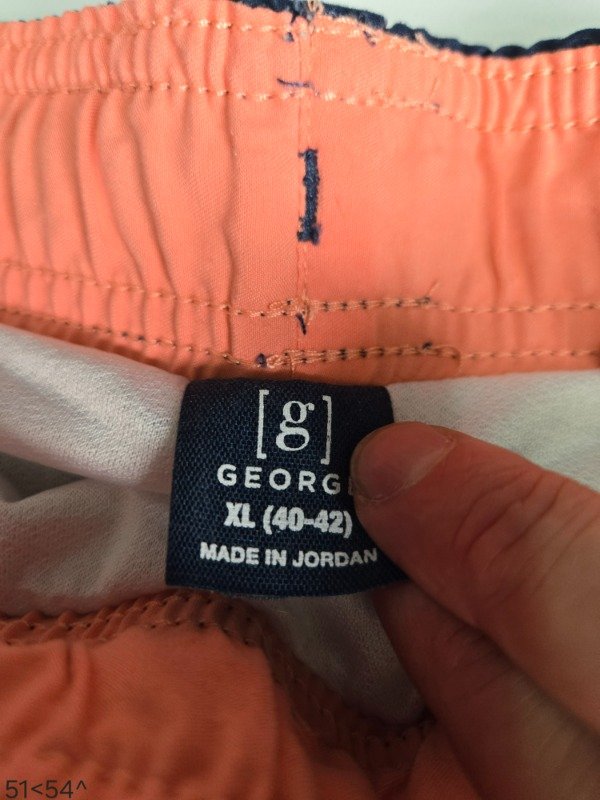 [g]
GEORG
XL (40-42)
MADE IN JORDAN
51<54^